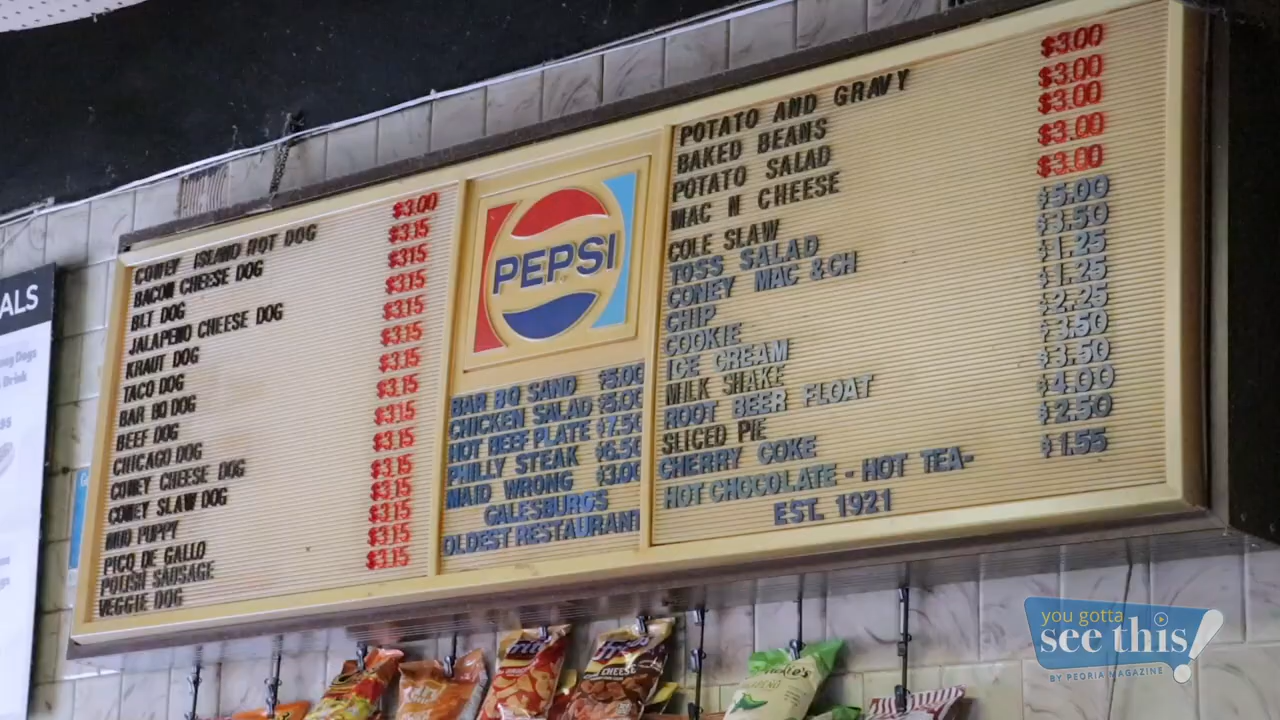 ALS
CONEY ISLAND HOT DOG $3.00
BACON CHEESE DOG $3.15
BLT DOG $3.15
JALAPENO CHEESE DOG $3.15
KRAUT DOG $3.15
TACO DOG $3.15
BAR BQ DOG $3.15
BEEF DOG $3.15
CHICAGO DOG $3.15
CONEY CHEESE DOG $3.15
CONEY SLAW DOG $3.15
MUD PUPPY $3.15
PICO DE GALLO $3.15
POLISH SAUSAGE $3.15
VEGGIE DOG
PEPSI
BAR BQ SAND $5.00
CHICKEN SALAD $5.00
HOT BEEF PLATE $7.50
PHILLY STEAK $6.50
MAID WRONG $3.00
GALESBURGS
OLDEST RESTAURANT
POTATO AND GRAVY $3.00
BAKED BEANS $3.00
POTATO SALAD $3.00
MAC N CHEESE $3.00
COLE SLAW $3.00
TOSS SALAD $5.00
CONEY MAC &CH $3.50
CHIP $1.25
COOKIE $1.25
ICE CREAM $2.25
MILK SHAKE $3.50
ROOT BEER FLOAT $3.50
SLICED PIE $4.00
CHERRY COKE $2.50
HOT CHOCOLATE - HOT TEA- $1.55
EST. 1921
CHEESE
you gotta
see this!
BY PEORIA MAGAZINE